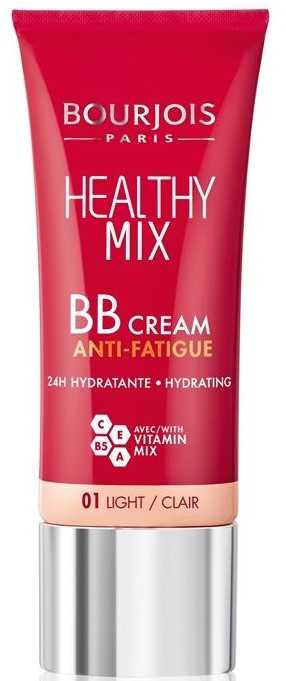 BOURJOIS
PARIS
HEALTHY
MIX
BB CREAM
ANTI-FATIGUE
24H HYDRATANTE • HYDRATING
C
E
B5
A
AVEC/WITH
VITAMIN
MIX
01 LIGHT / CLAIR